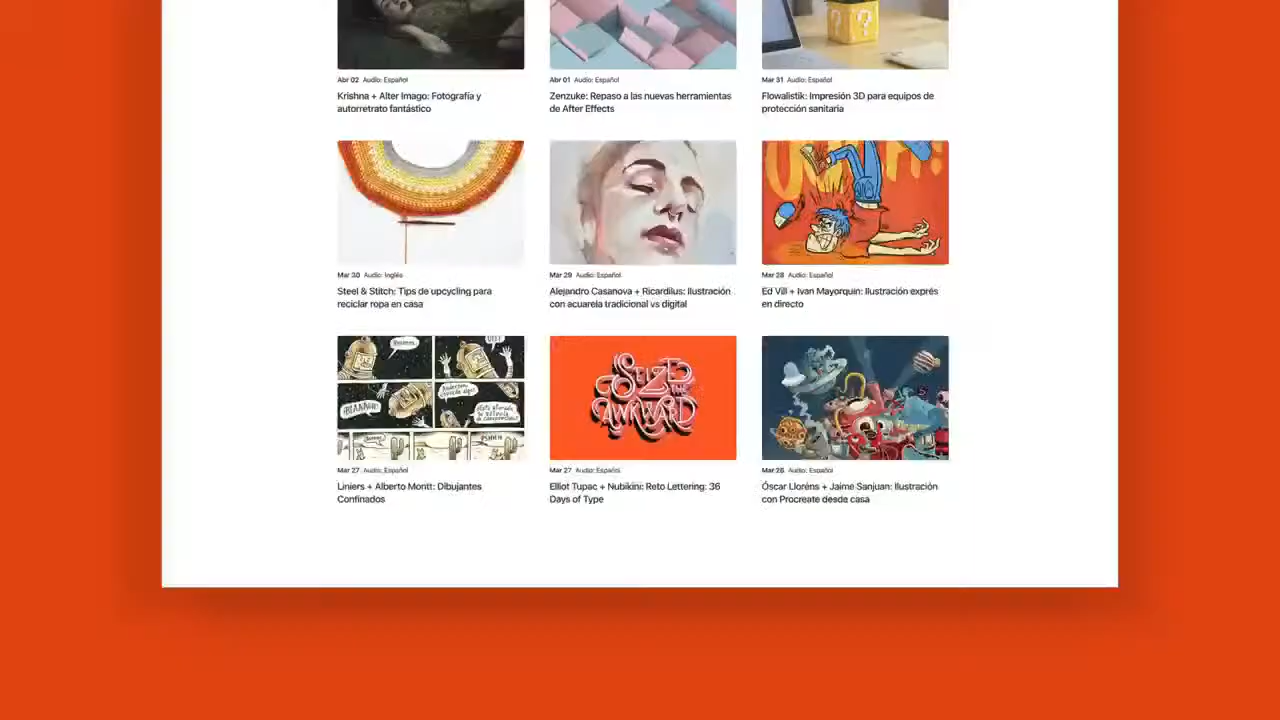 Abr 02 Audio: Español
Krishna + Alter Imago: Fotografía y
autorretrato fantástico
Abr 01 Audio: Español
Zenzuke: Repaso a las nuevas herramientas
de After Effects
Mar 31 Audio: Español
Flowalistik: Impresión 3D para equipos de
protección sanitaria
Mar 30 Audio: Inglés
Steel & Stitch: Tips de upcycling para
reciclar ropa en casa
Mar 29 Audio: Español
Alejandro Casanova + Ricardilus: Ilustración
con acuarela tradicional vs digital
Mar 28 Audio: Español
Ed Vill + Ivan Mayorquin: Ilustración exprés
en directo
SEIZE
THE
AWKWARD
Mar 27 Audio: Español
Liniers + Alberto Montt: Dibujantes
Confinados
Mar 27 Audio: Español
Elliot Tupac + Nubikini: Reto Lettering: 36
Days of Type
Mar 26 Audio: Español
Óscar Lloréns + Jaime Sanjuan: Ilustración
con Procreate desde casa